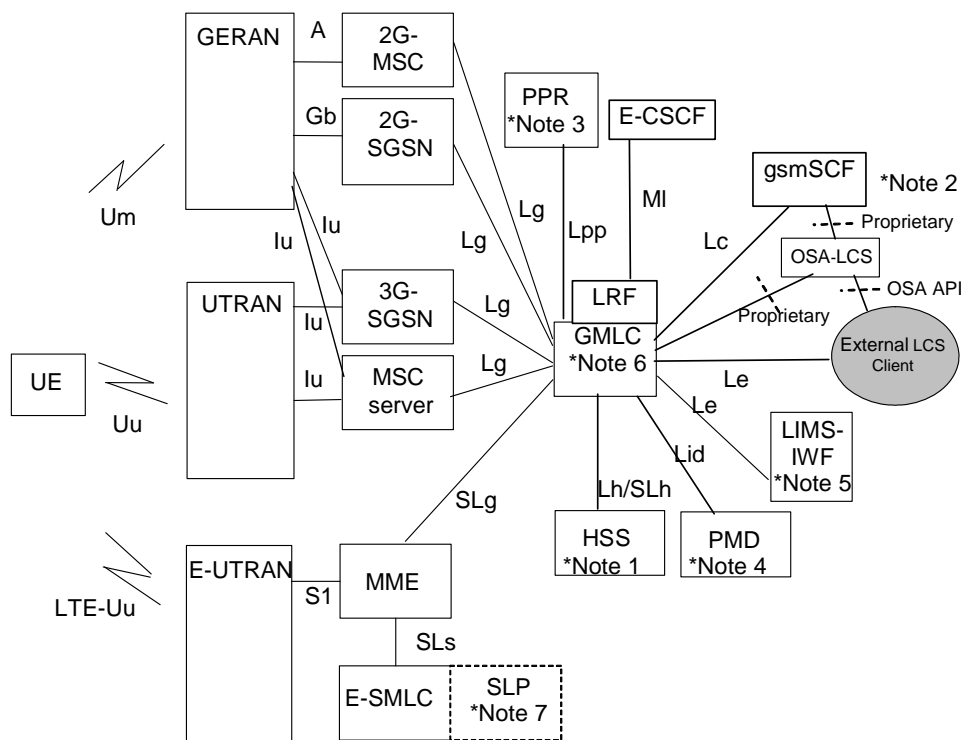 GERAN
A
2G-
MSC
Gb
2G-
SGSN
PPR
*Note 3
E-CSCF
gsmSCF
*Note 2
Um
Iu
Iu
Lg
Lg
Lpp
Ml
Lc
Proprietary
OSA-LCS
OSA API
Proprietary
UTRAN
Iu
3G-
SGSN
Lg
LRF
GMLC
*Note 6
External LCS
Client
UE
Uu
Iu
MSC
server
Lg
Le
Le
LIMS-
IWF
*Note 5
SLg
Lh/SLh
Lid
HSS
*Note 1
PMD
*Note 4
E-UTRAN
LTE-Uu
S1
MME
SLs
E-SMLC
SLP
*Note 7